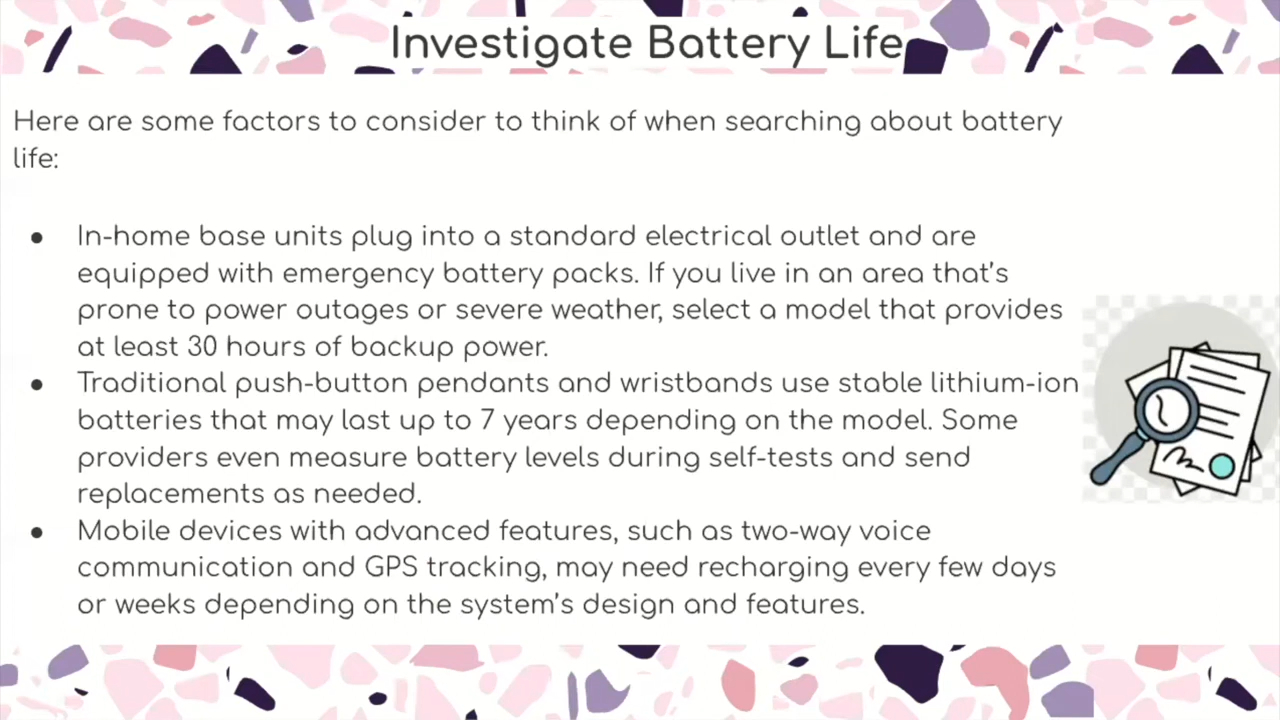 Investigate Battery Life
Here are some factors to consider to think of when searching about battery
life:
● In-home base units plug into a standard electrical outlet and are
equipped with emergency battery packs. If you live in an area that's
prone to power outages or severe weather, select a model that provides
at least 30 hours of backup power.
● Traditional push-button pendants and wristbands use stable lithium-ion
batteries that may last up to 7 years depending on the model. Some
providers even measure battery levels during self-tests and send
replacements as needed.
● Mobile devices with advanced features, such as two-way voice
communication and GPS tracking, may need recharging every few days
or weeks depending on the system's design and features.